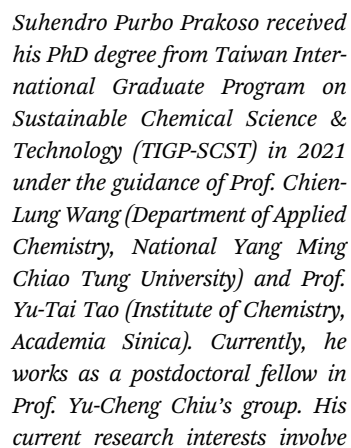 Suhendro Purbo Prakoso received
his PhD degree from Taiwan Inter-
national Graduate Program on
Sustainable Chemical Science &
Technology (TIGP-SCST) in 2021
under the guidance of Prof. Chien-
Lung Wang (Department of Applied
Chemistry, National Yang Ming
Chiao Tung University) and Prof.
Yu-Tai Tao (Institute of Chemistry,
Academia Sinica). Currently, he
works as a postdoctoral fellow in
Prof. Yu-Cheng Chiu's group. His
current research interests involve